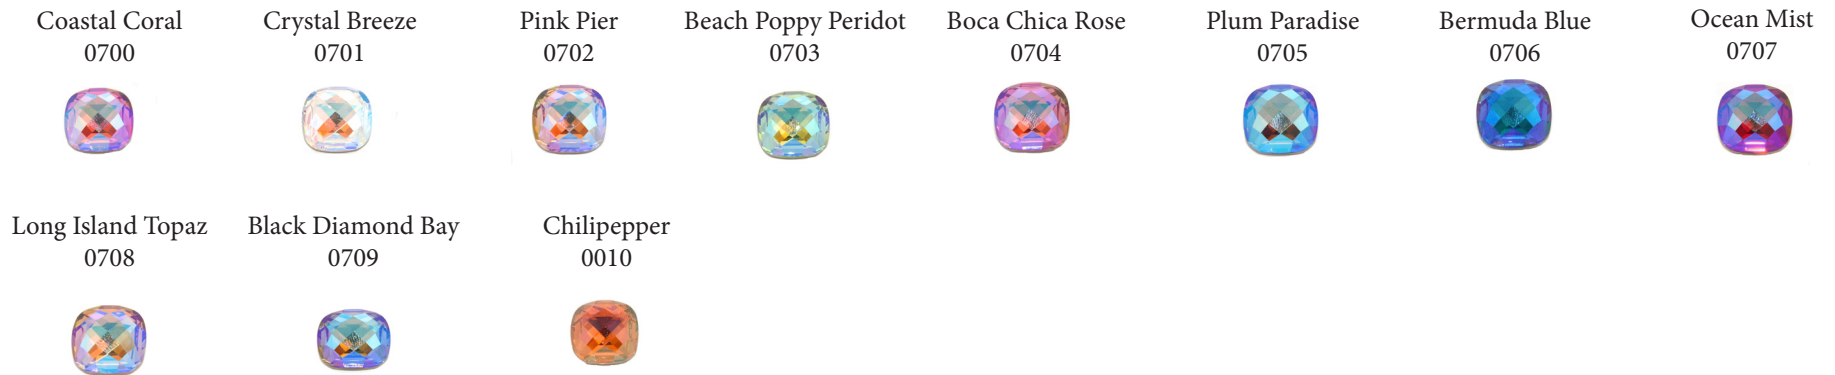 Coastal Coral
0700
Crystal Breeze
0701
Pink Pier
0702
Beach Poppy Peridot
0703
Boca Chica Rose
0704
Plum Paradise
0705
Bermuda Blue
0706
Ocean Mist
0707
Long Island Topaz
0708
Black Diamond Bay
0709
Chilipepper
0010